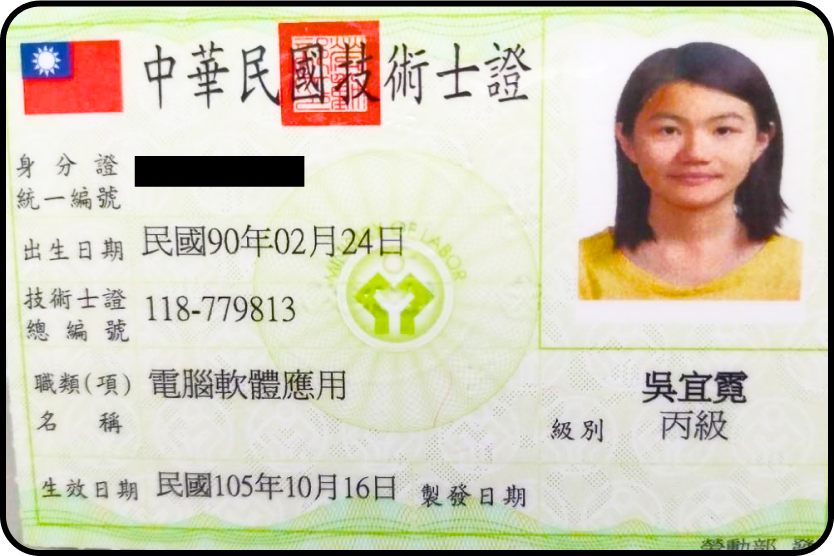 中華民國技術士證
身分證
統一編號
出生日期 民國90年02月24日
MINISTRY OF LABOR
技術士證
總編號 118-779813
職類(項)
名稱 電腦軟體應用
吳宜霓
級別 丙級
生效日期 民國105年10月16日 製發日期
勞動部